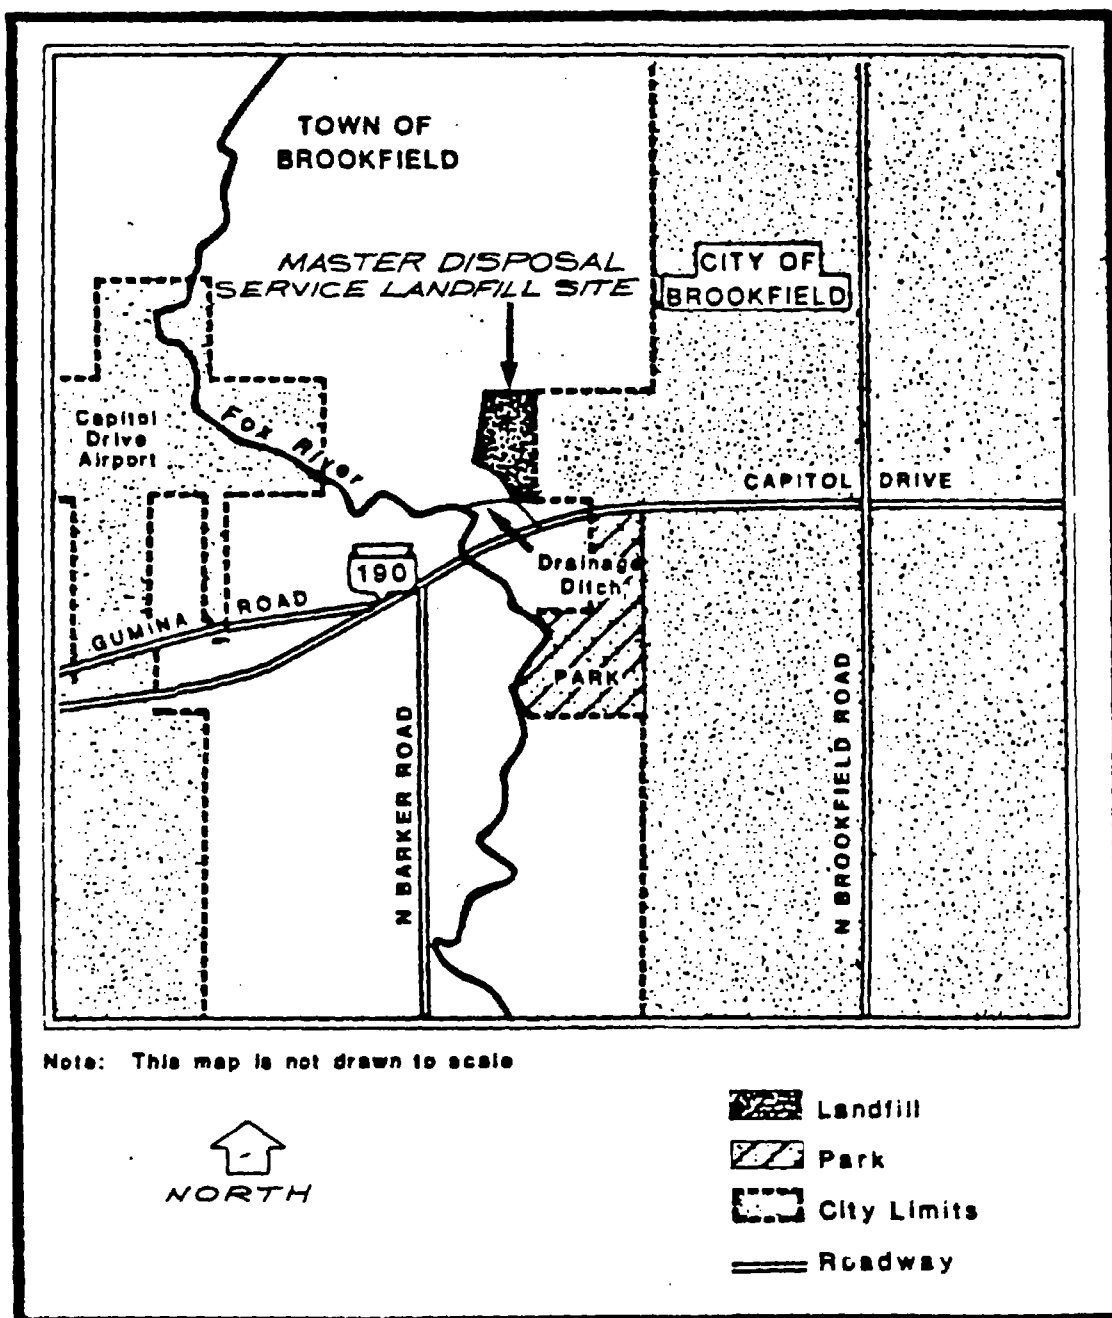 TOWN OF
BROOKFIELD
MASTER DISPOSAL
SERVICE LANDFILL SITE
CITY OF
BROOKFIELD
Capitol
Drive
Airport
Fox River
CAPITOL DRIVE
Drainage
Ditch
190
GUMINA ROAD
PARK
N BARKER ROAD
N BROOKFIELD ROAD
Note: This map is not drawn to scale
NORTH
Landfill
Park
City Limits
Roadway